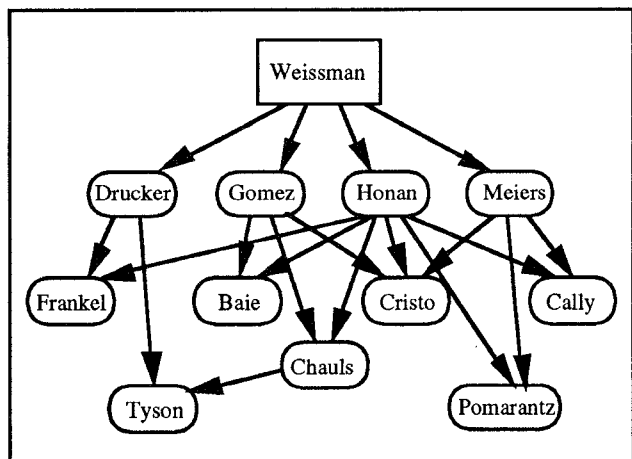 Weissman
Drucker
Gomez
Honan
Meiers
Frankel
Baie
Cristo
Cally
Chauls
Tyson
Pomarantz